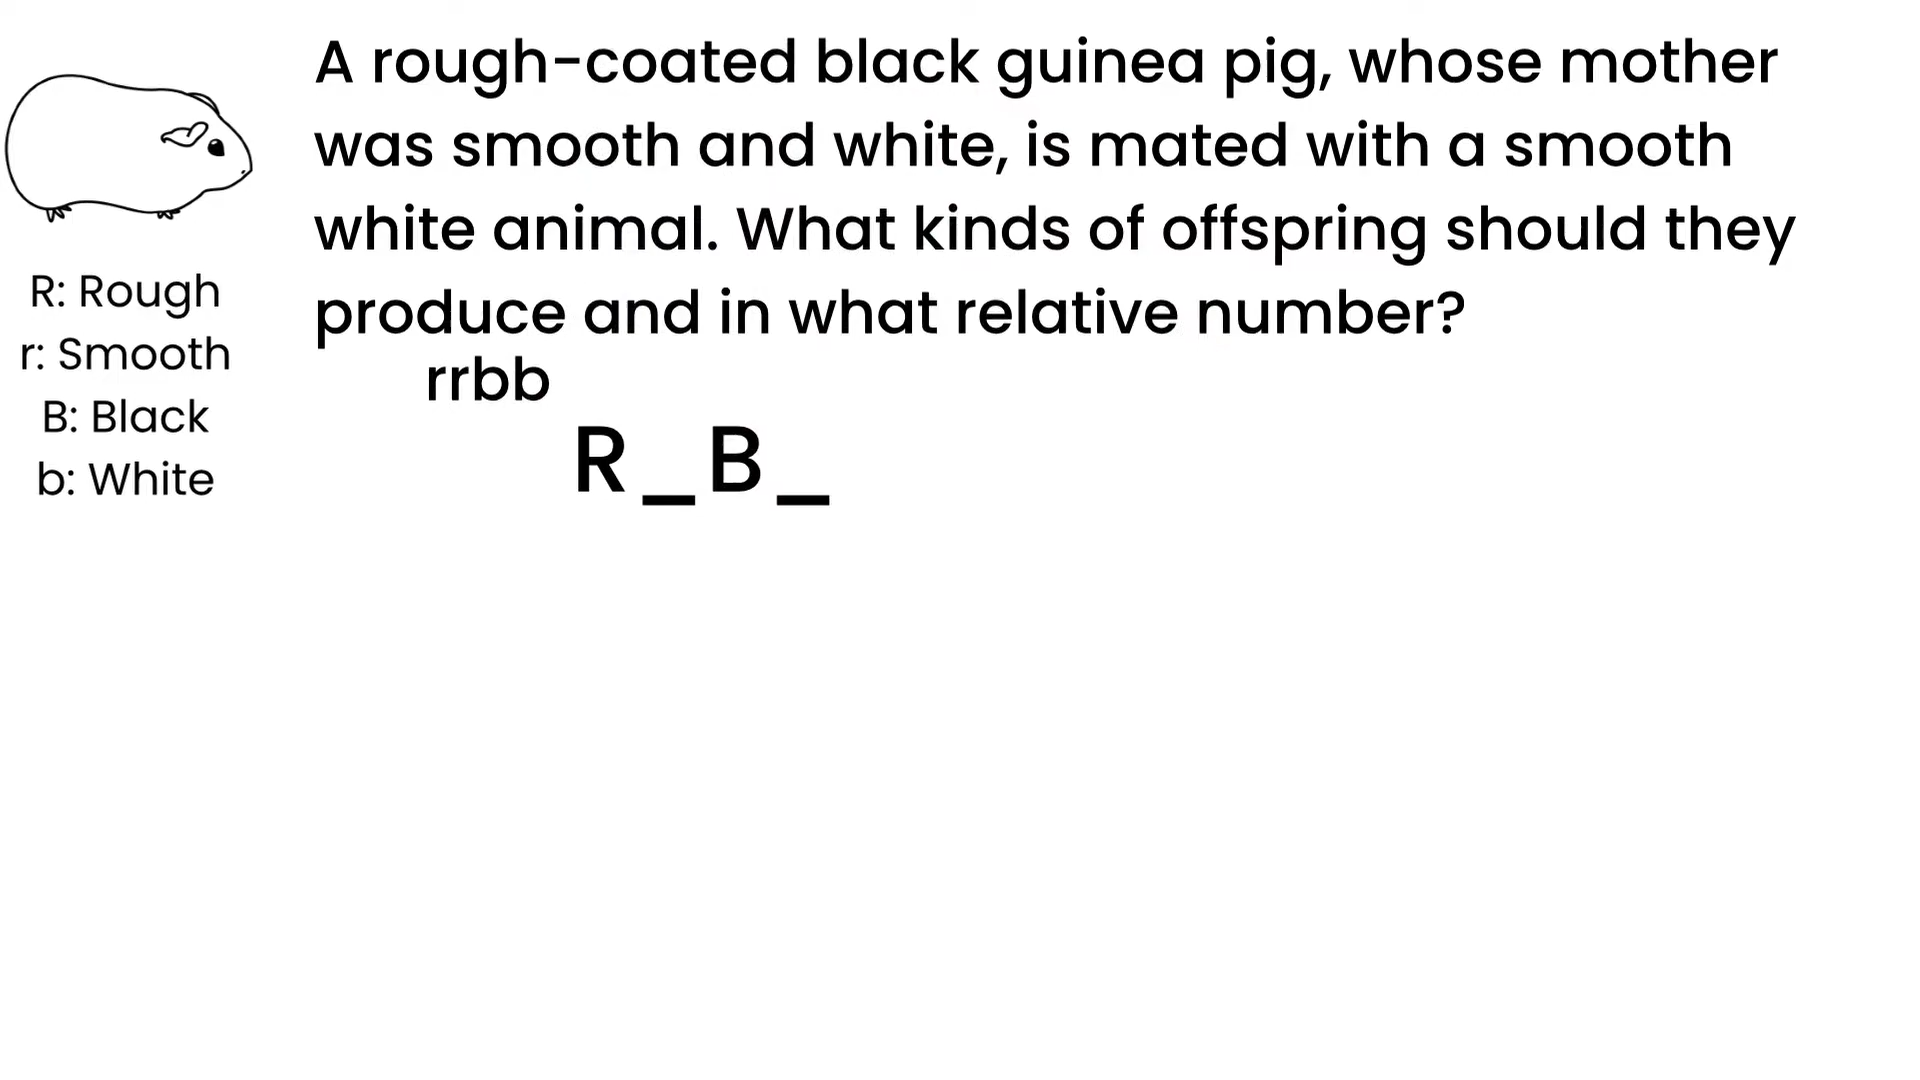 A rough-coated black guinea pig, whose mother
was smooth and white, is mated with a smooth
white animal. What kinds of offspring should they
produce and in what relative number?
R: Rough
r: Smooth
B: Black
b: White
rrbb
R_B_